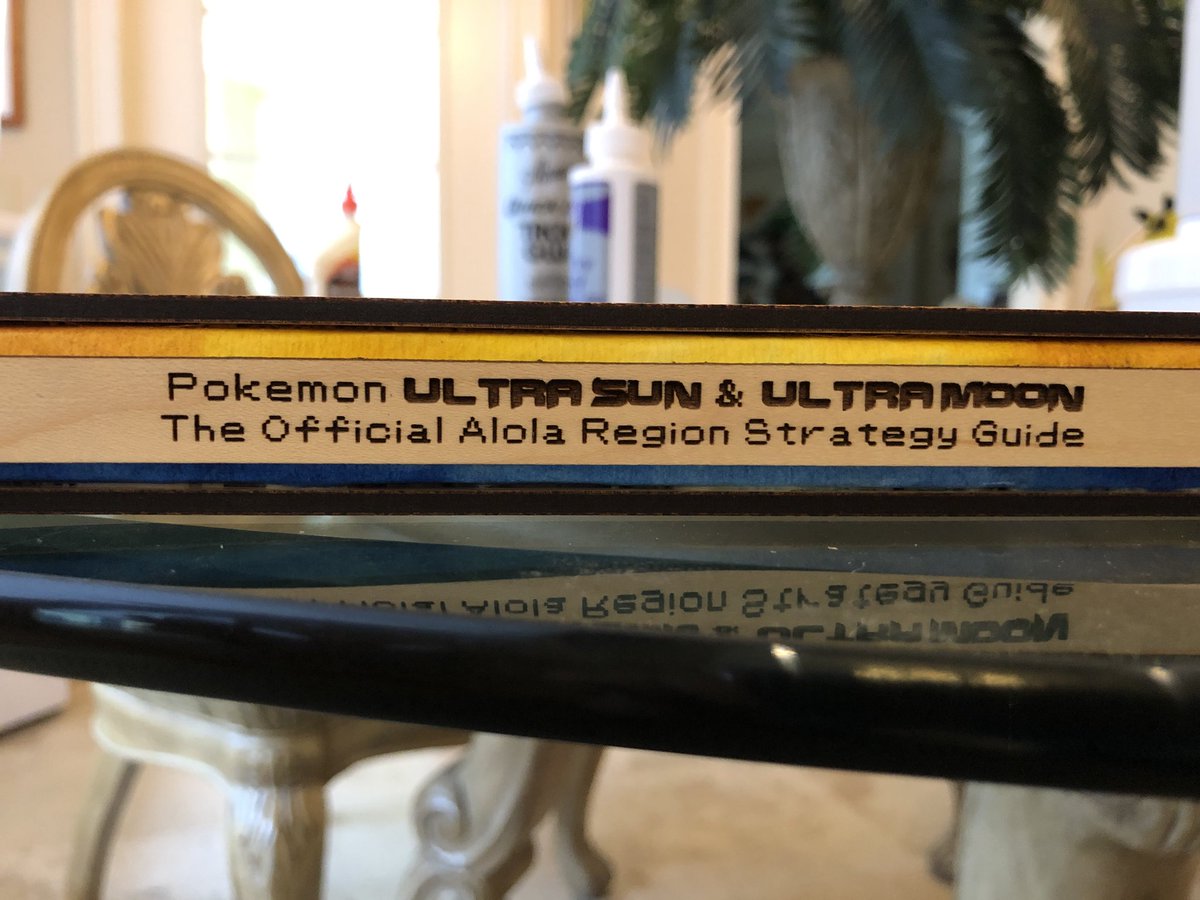 Pokemon ULTRA SUN & ULTRA MOON
The Official Alola Region Strategy Guide